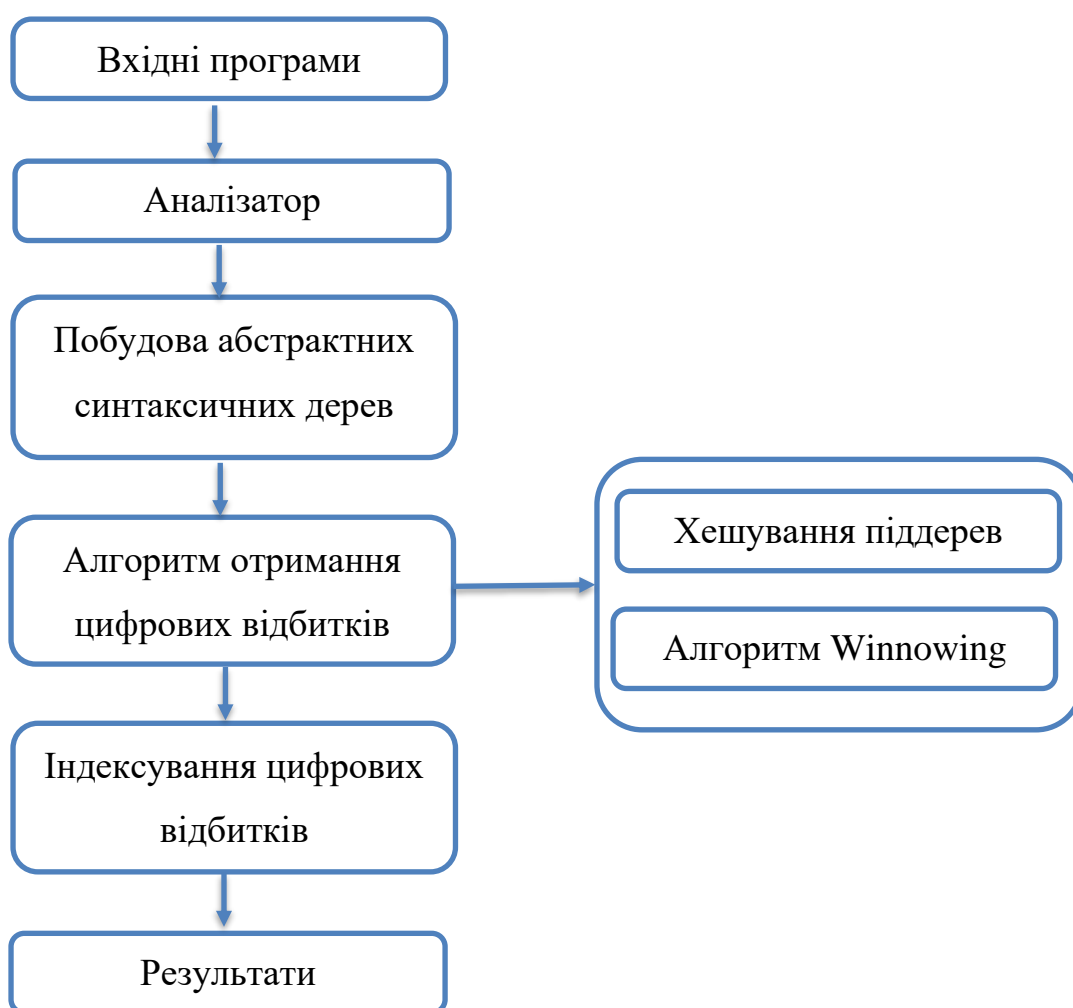 Вхідні програми
Аналізатор
Побудова абстрактних
синтаксичних дерев
Алгоритм отримання
цифрових відбитків
Хешування піддерев
Алгоритм Winnowing
Індексування цифрових
відбитків
Результати